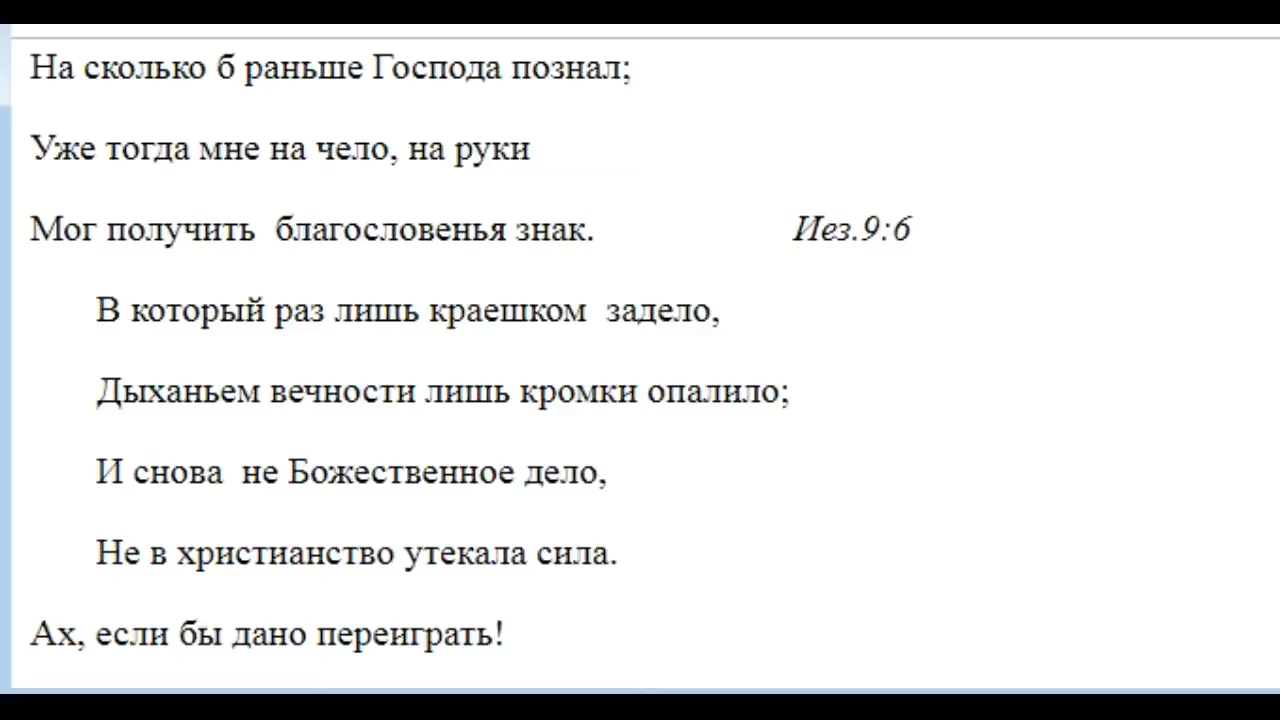 На сколько б раньше Господа познал;
Уже тогда мне на чело, на руки
Мог получить  благословенья знак. Иез.9:6
В который раз лишь краешком  задело,
Дыханьем вечности лишь кромки опалило;
И снова  не Божественное дело,
Не в христианство утекала сила.
Ах, если бы дано переиграть!